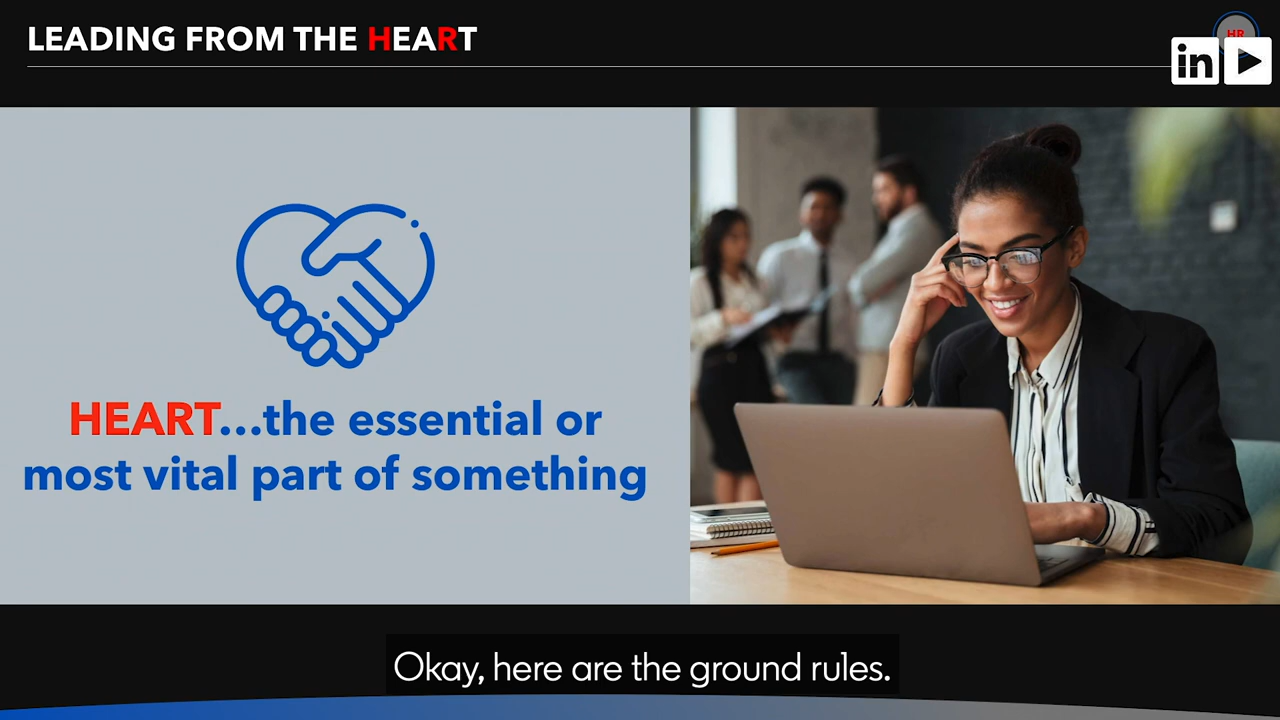 LEADING FROM THE HEART
HR
in
HEART...the essential or
most vital part of something
Okay, here are the ground rules.